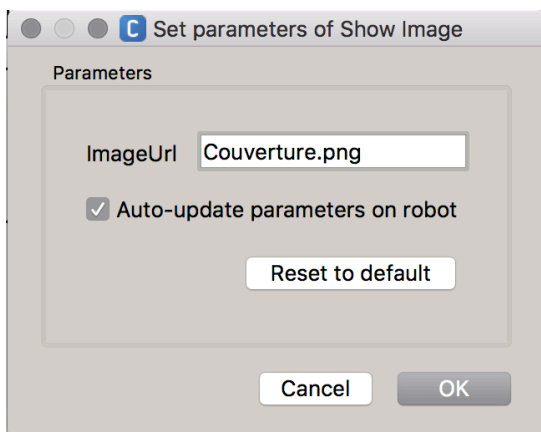 C Set parameters of Show Image
Parameters
ImageUrl Couverture.png
Auto-update parameters on robot
Reset to default
Cancel OK